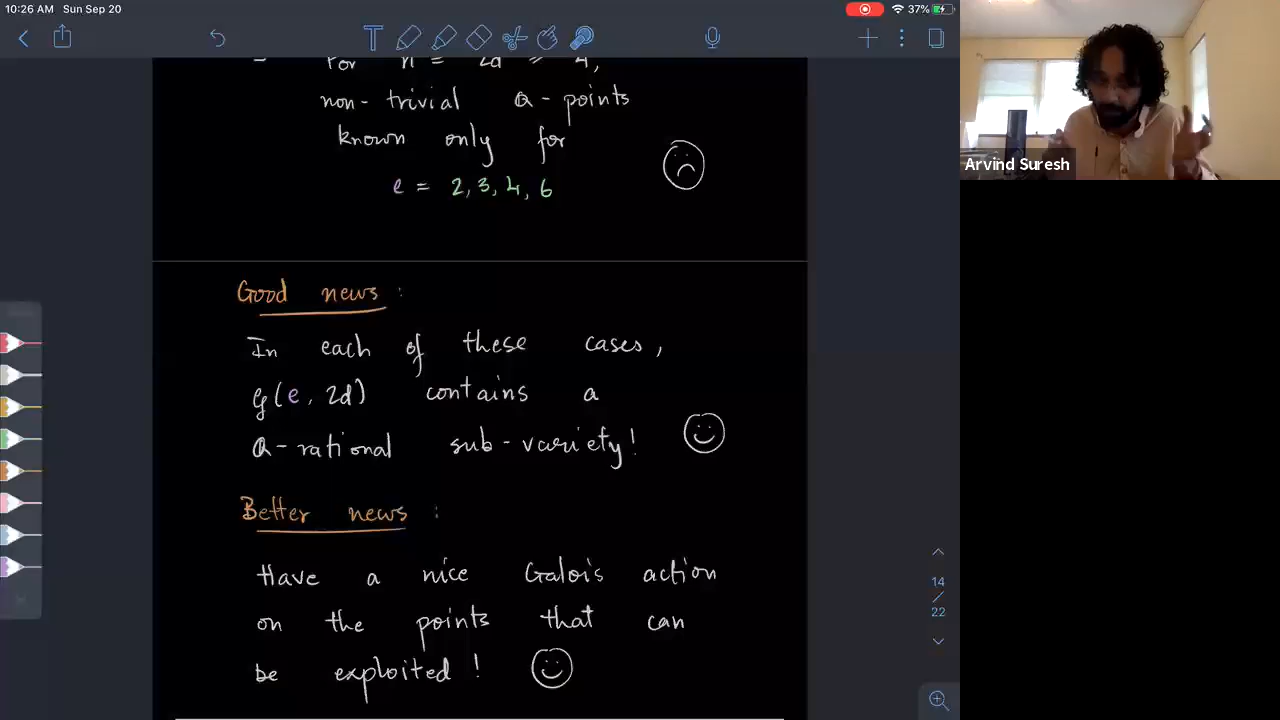 10:26 AM Sun Sep 20
37%
For n = 2d ≥ 4,
non-trivial Q-points
known only for
e = 2, 3, 4, 6
Good news :
In each of these cases,
g(e, 2d) contains a
Q-rational sub-variety!
Better news :
Have a nice Galois action
on the points that can
be exploited!
14
/
22
Arvind Suresh